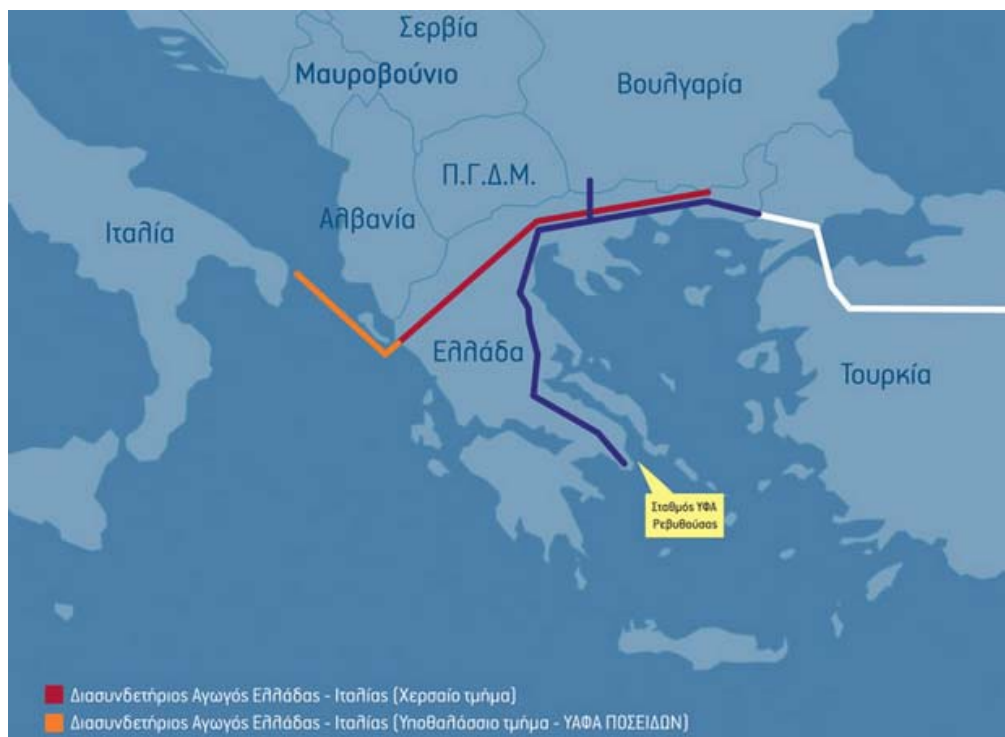 Σερβία
Μαυροβούνιο
Βουλγαρία
Π.Γ.Δ.Μ.
Αλβανία
Ιταλία
Ελλάδα
Τουρκία
Σταθμός ΥΦΑ
Ρεβυθούσας
Διασυνδετήριος Αγωγός Ελλάδας - Ιταλίας (Χερσαίο τμήμα)
Διασυνδετήριος Αγωγός Ελλάδας - Ιταλίας (Υποθαλάσσιο τμήμα - ΥΑΦΑ ΠΟΣΕΙΔΩΝ)